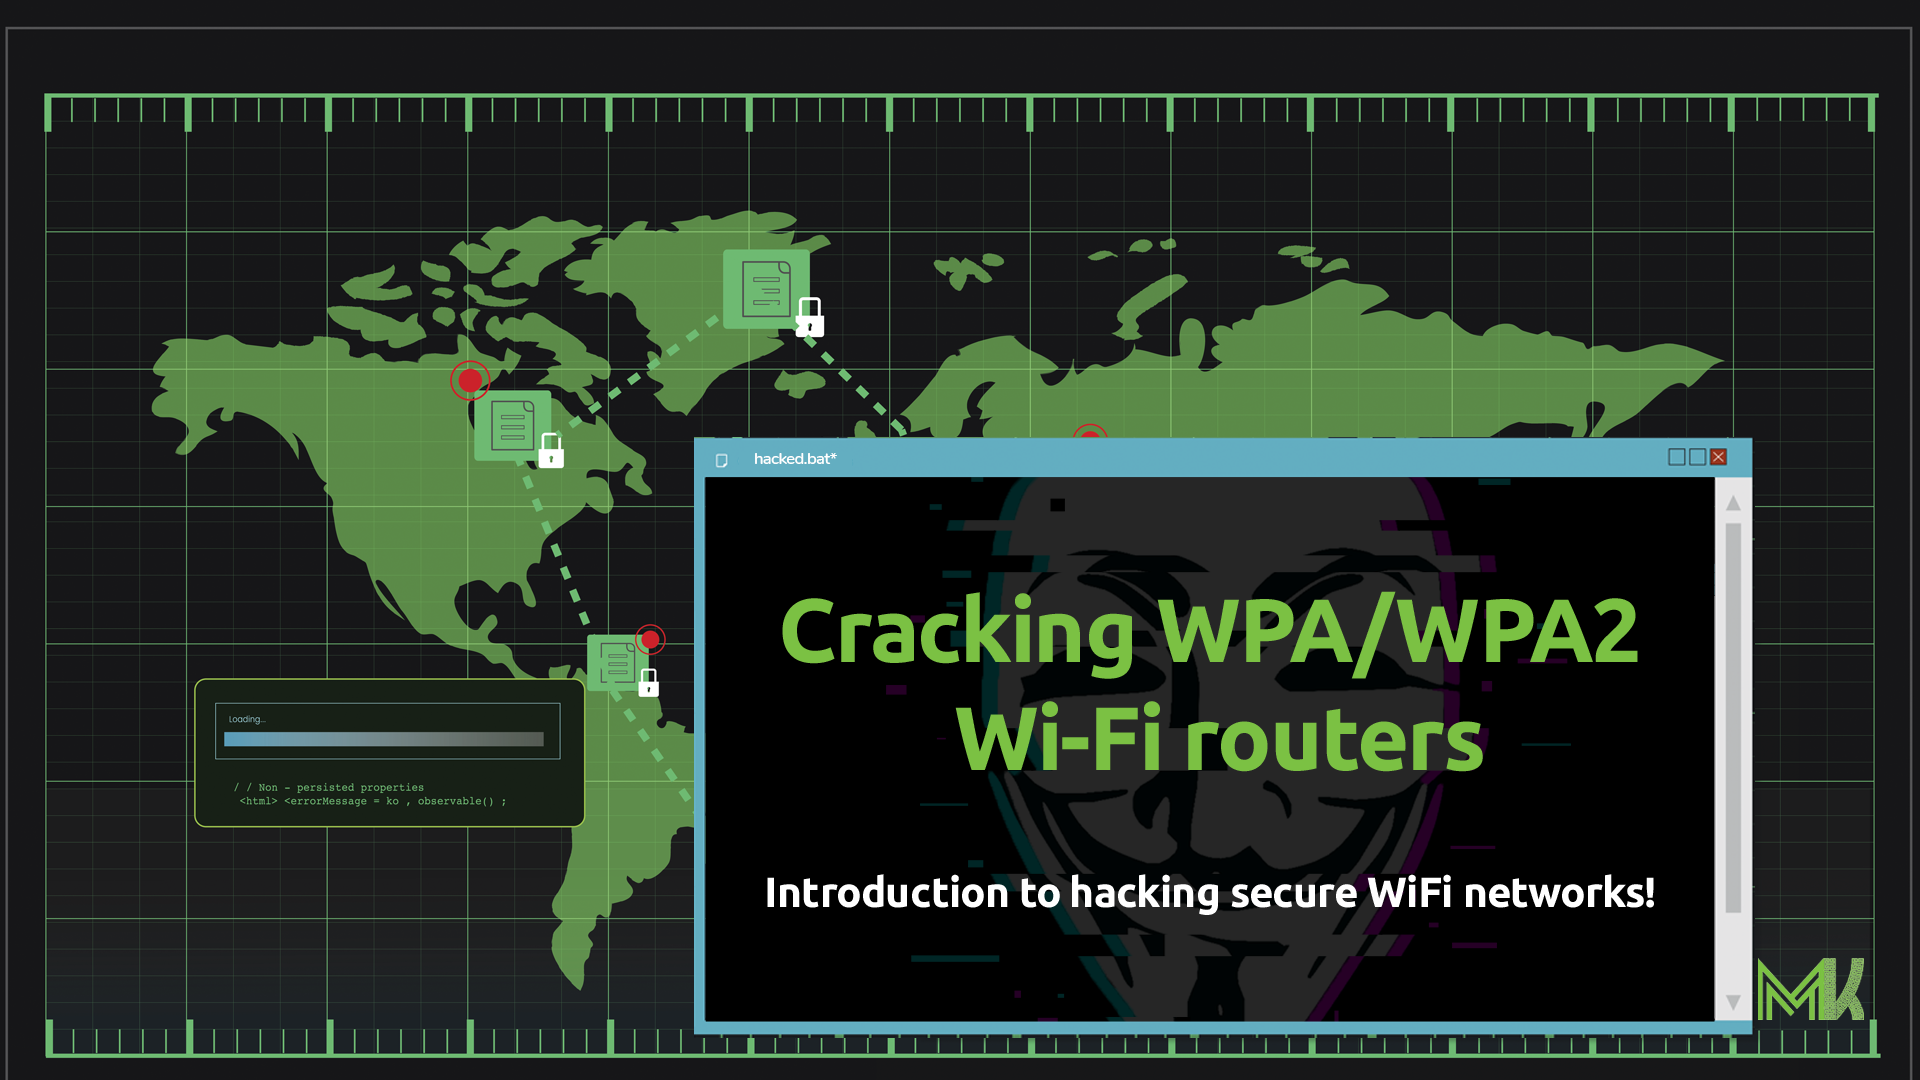 hacked.bat*
Cracking WPA/WPA2
Wi-Fi routers
Introduction to hacking secure WiFi networks!
Loading...
/ / Non - persisted properties
<html> <errorMessage = ko , observable() ;
MK